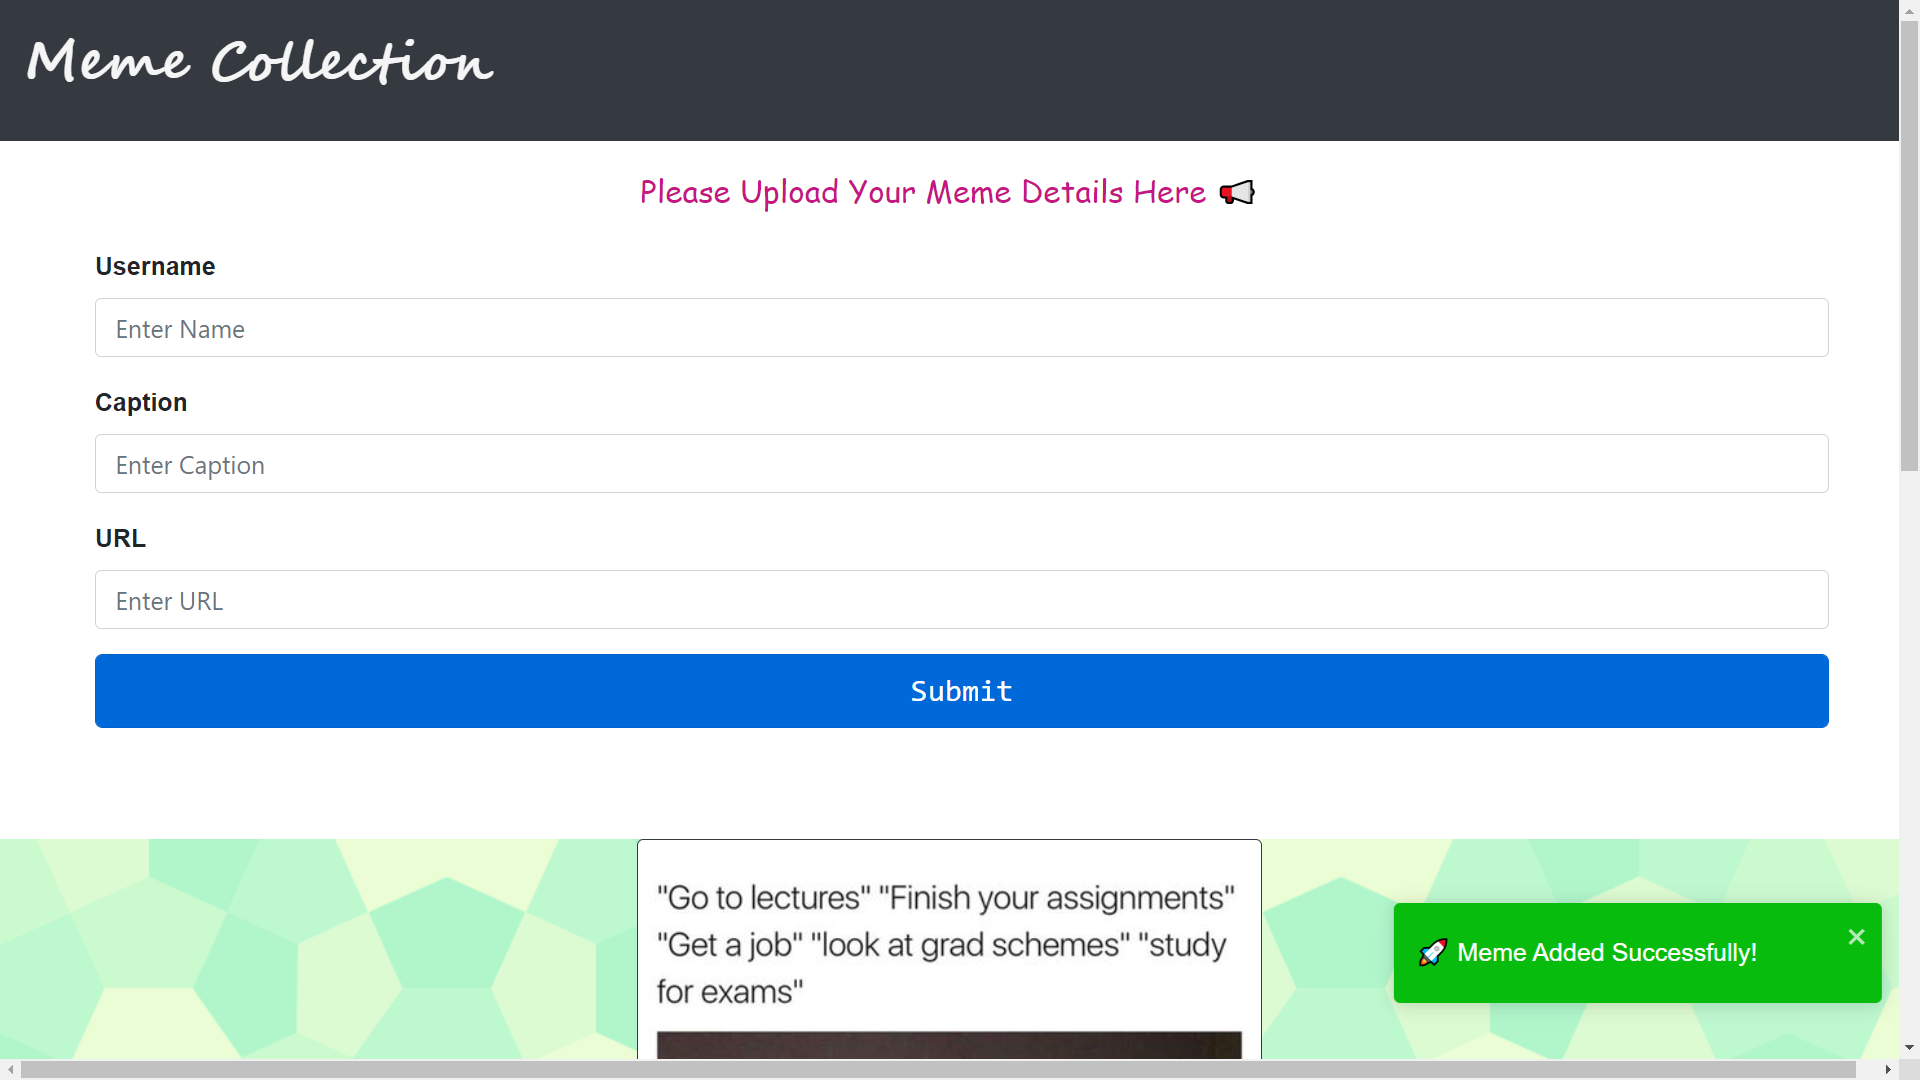 Meme Collection
Please Upload Your Meme Details Here 📢
Username
Enter Name
Caption
Enter Caption
URL
Enter URL
Submit
"Go to lectures" "Finish your assignments"
"Get a job" "look at grad schemes" "study
for exams"
🚀 Meme Added Successfully!